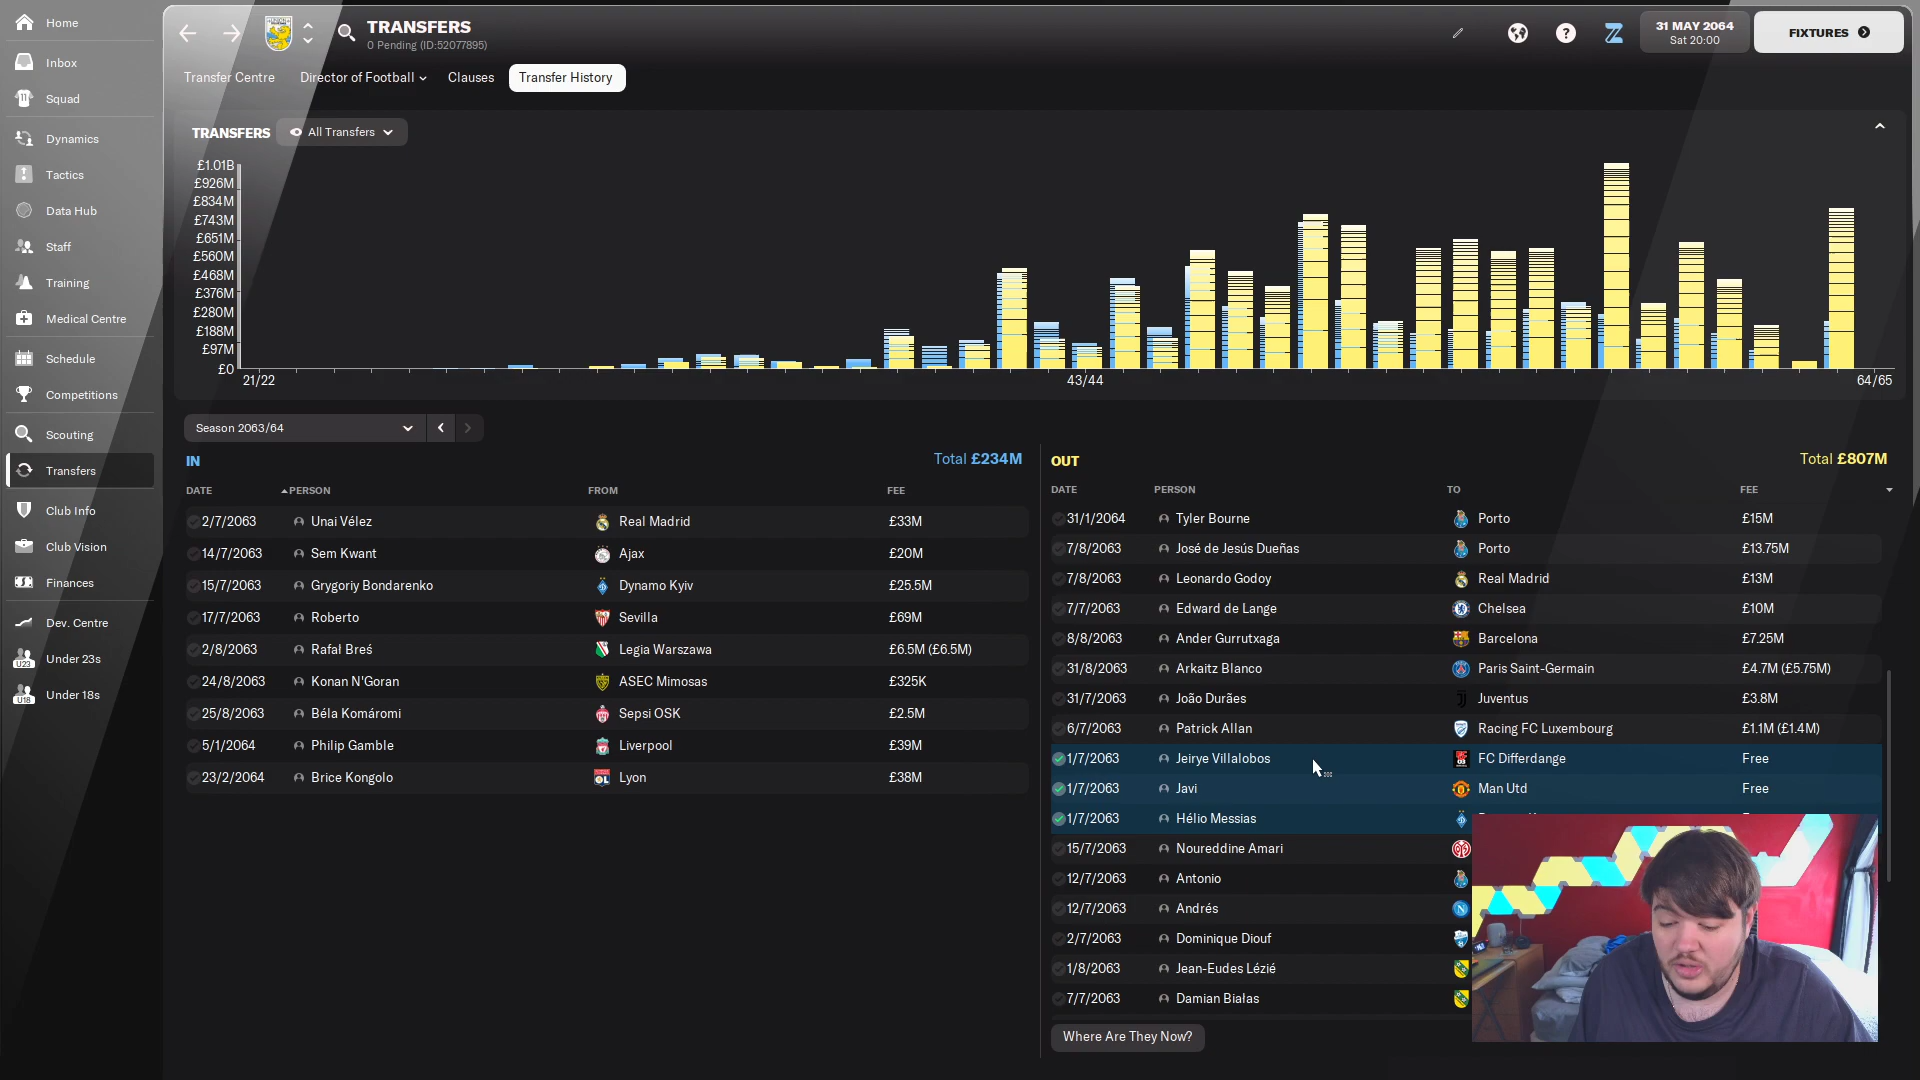 Home
Inbox
Squad
Dynamics
Tactics
Data Hub
Staff
Training
Medical Centre
Schedule
Competitions
Scouting
Transfers
Club Info
Club Vision
Finances
Dev. Centre
U23 Under 23s
U18 Under 18s
TRANSFERS
0 Pending (ID:52077895)
31 MAY 2064
Sat 20:00
FIXTURES
Transfer Centre Director of Football Clauses Transfer History
TRANSFERS All Transfers
£1.01B
£926M
£834M
£743M
£651M
£560M
£468M
£376M
£280M
£188M
£97M
£0
21/22 43/44 64/65
Season 2063/64
IN Total £234M
DATE PERSON FROM FEE
2/7/2063 Unai Vélez Real Madrid £33M
14/7/2063 Sem Kwant Ajax £20M
15/7/2063 Grygoriy Bondarenko Dynamo Kyiv £25.5M
17/7/2063 Roberto Sevilla £69M
2/8/2063 Rafał Breś Legia Warszawa £6.5M (£6.5M)
24/8/2063 Konan N'Goran ASEC Mimosas £325K
25/8/2063 Béla Komáromi Sepsi OSK £2.5M
5/1/2064 Philip Gamble Liverpool £39M
23/2/2064 Brice Kongolo Lyon £38M
OUT Total £807M
DATE PERSON TO FEE
31/1/2064 Tyler Bourne Porto £15M
7/8/2063 José de Jesús Dueñas Porto £13.75M
7/8/2063 Leonardo Godoy Real Madrid £13M
7/7/2063 Edward de Lange Chelsea £10M
8/8/2063 Ander Gurrutxaga Barcelona £7.25M
31/8/2063 Arkaitz Blanco Paris Saint-Germain £4.7M (£5.75M)
31/7/2063 João Durães Juventus £3.8M
6/7/2063 Patrick Allan Racing FC Luxembourg £1.1M (£1.4M)
1/7/2063 Jeirye Villalobos FC Differdange Free
1/7/2063 Javi Man Utd Free
1/7/2063 Hélio Messias
15/7/2063 Noureddine Amari
12/7/2063 Antonio
12/7/2063 Andrés
2/7/2063 Dominique Diouf
1/8/2063 Jean-Eudes Lézié
7/7/2063 Damian Bialas
Where Are They Now?